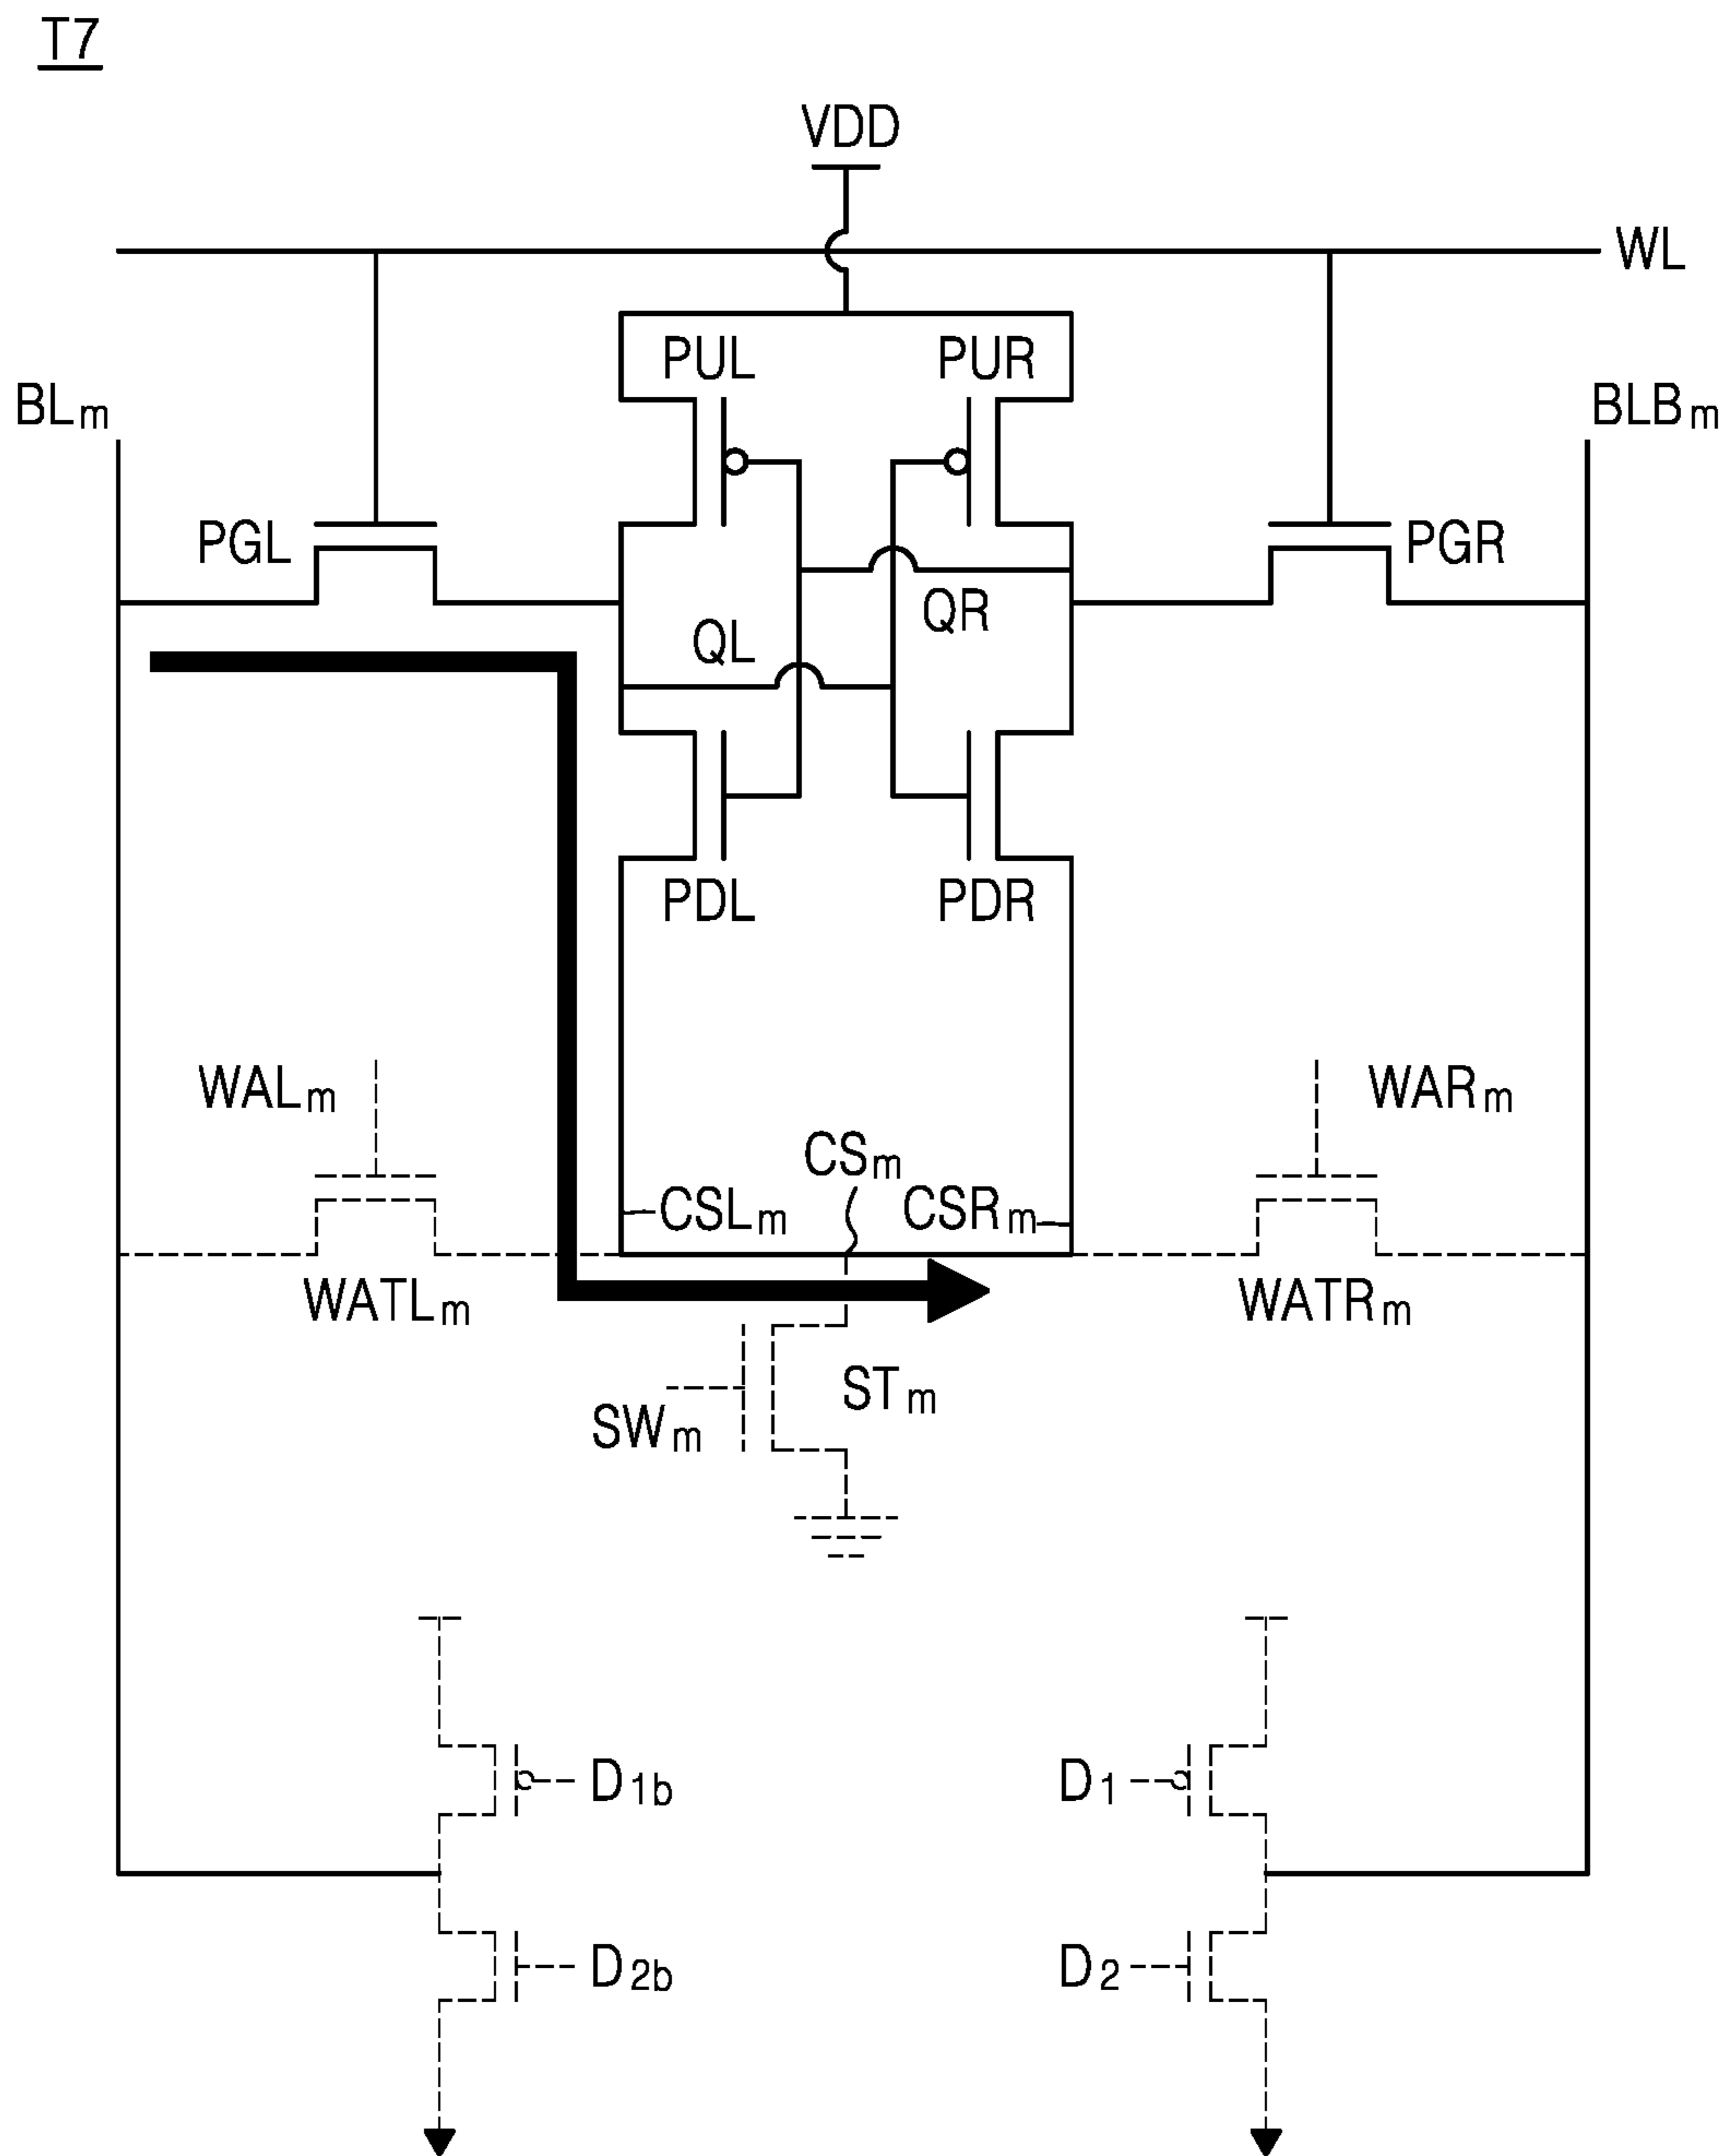 T7
VDD
WL
PUL PUR
BLm BLBm
PGL PGR
QL QR
PDL PDR
WALm WARm
CSm
CSLm CSRm
WATLm WATRm
STm
SWm
D1b D1
D2b D2